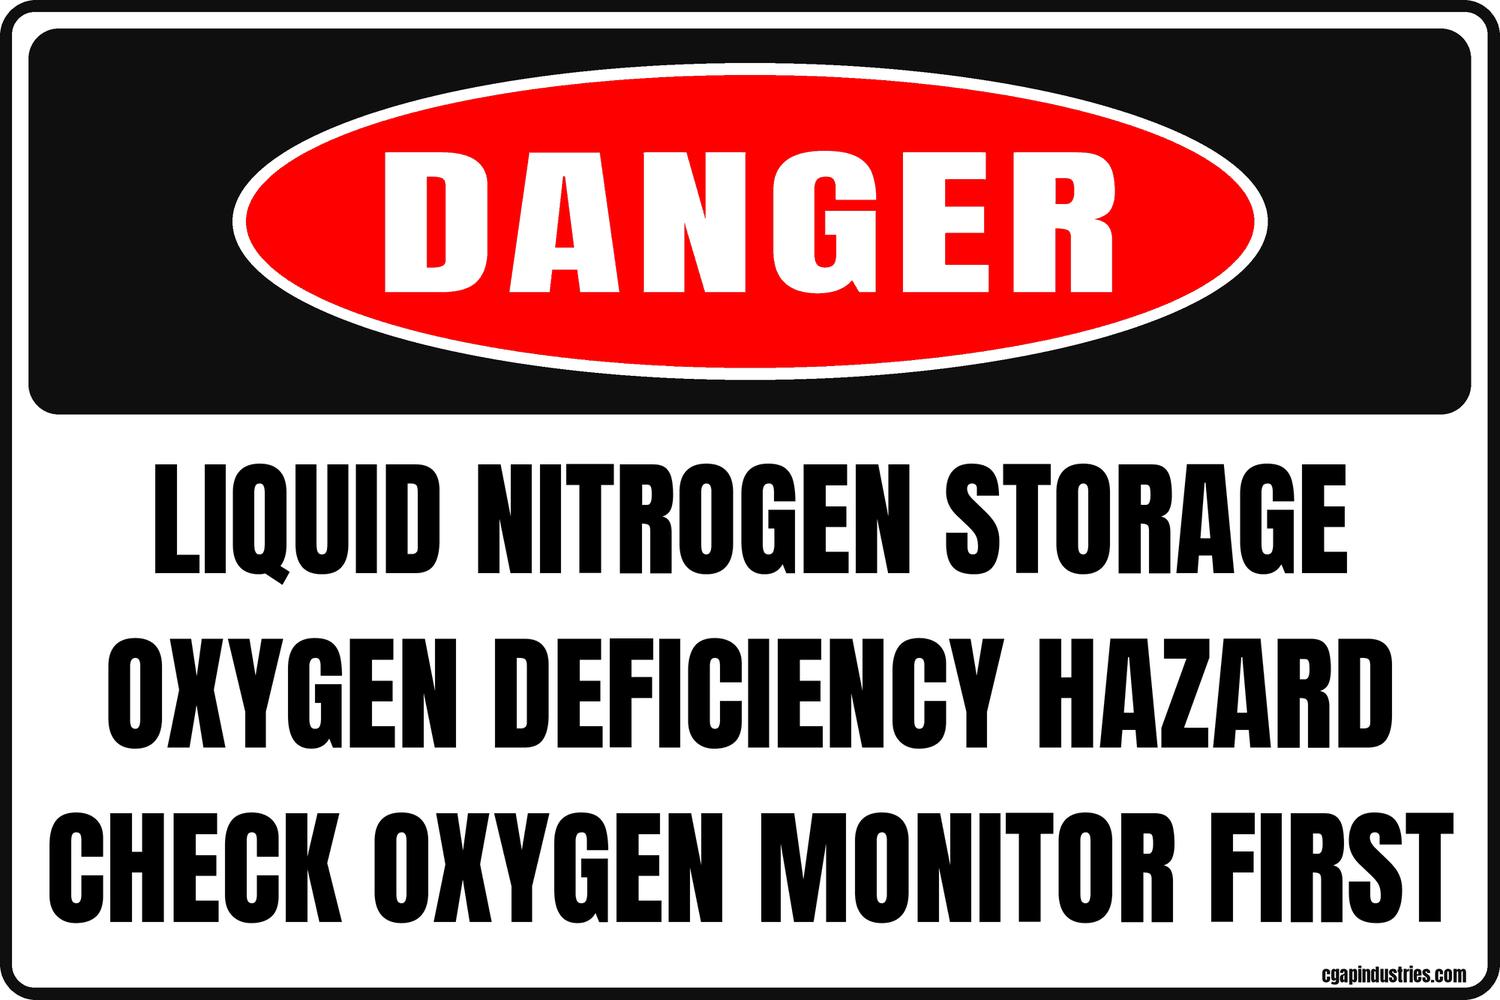 DANGER
LIQUID NITROGEN STORAGE
OXYGEN DEFICIENCY HAZARD
CHECK OXYGEN MONITOR FIRST
cgapindustries.com